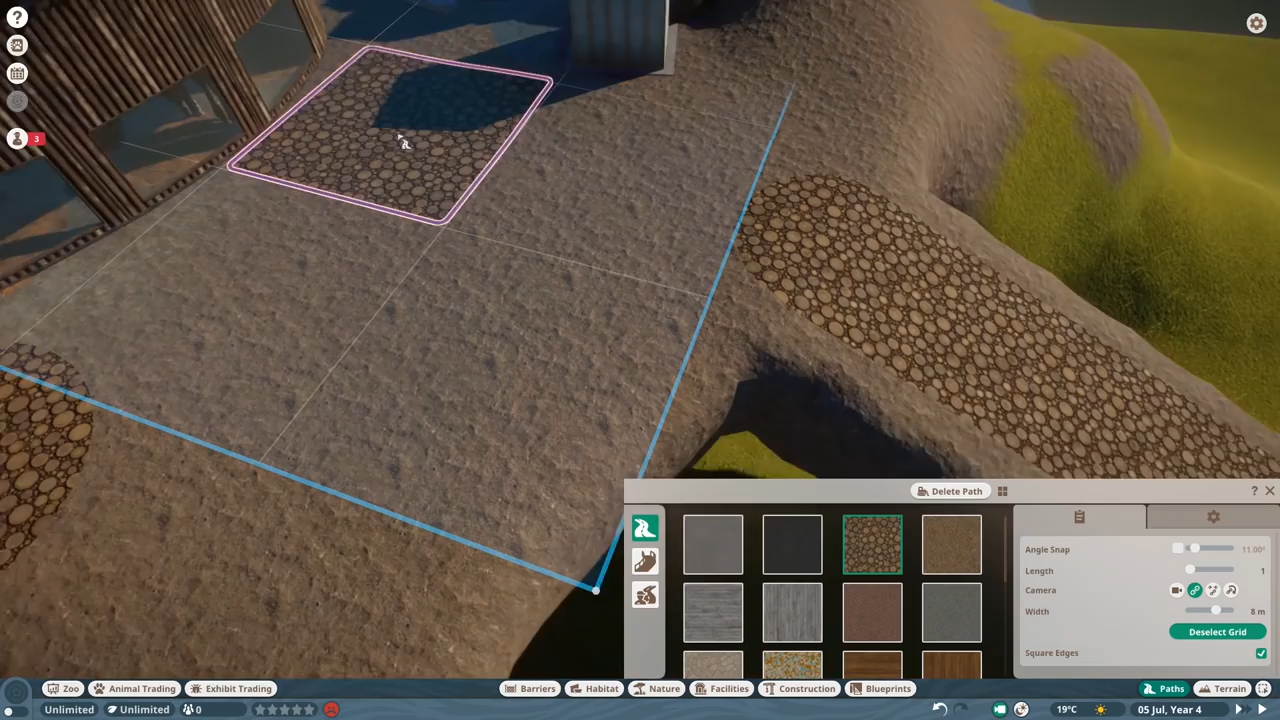 ?
3
Delete Path
?
Angle Snap
11.00°
Length
1
Camera
Width
8 m
Deselect Grid
Square Edges
Zoo
Animal Trading
Exhibit Trading
Barriers
Habitat
Nature
Facilities
Construction
Blueprints
Paths
Terrain
Unlimited
Unlimited
0
19°C
05 Jul, Year 4